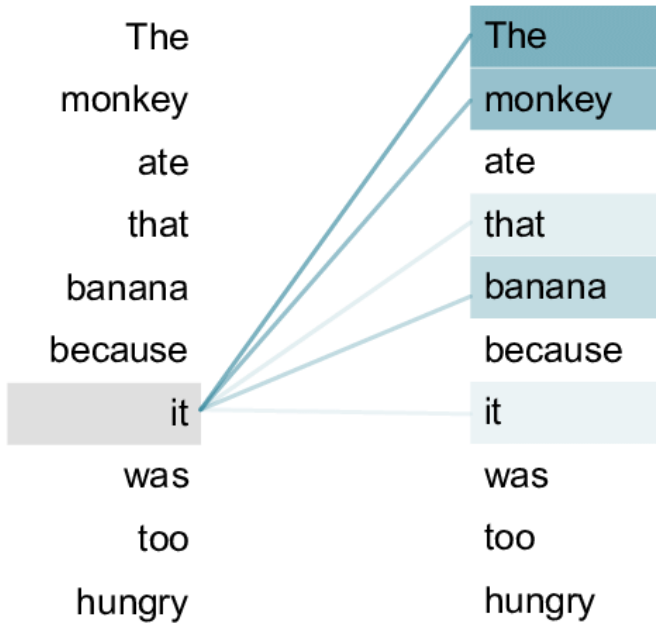 The The
monkey monkey
ate ate
that that
banana banana
because because
it it
was was
too too
hungry hungry